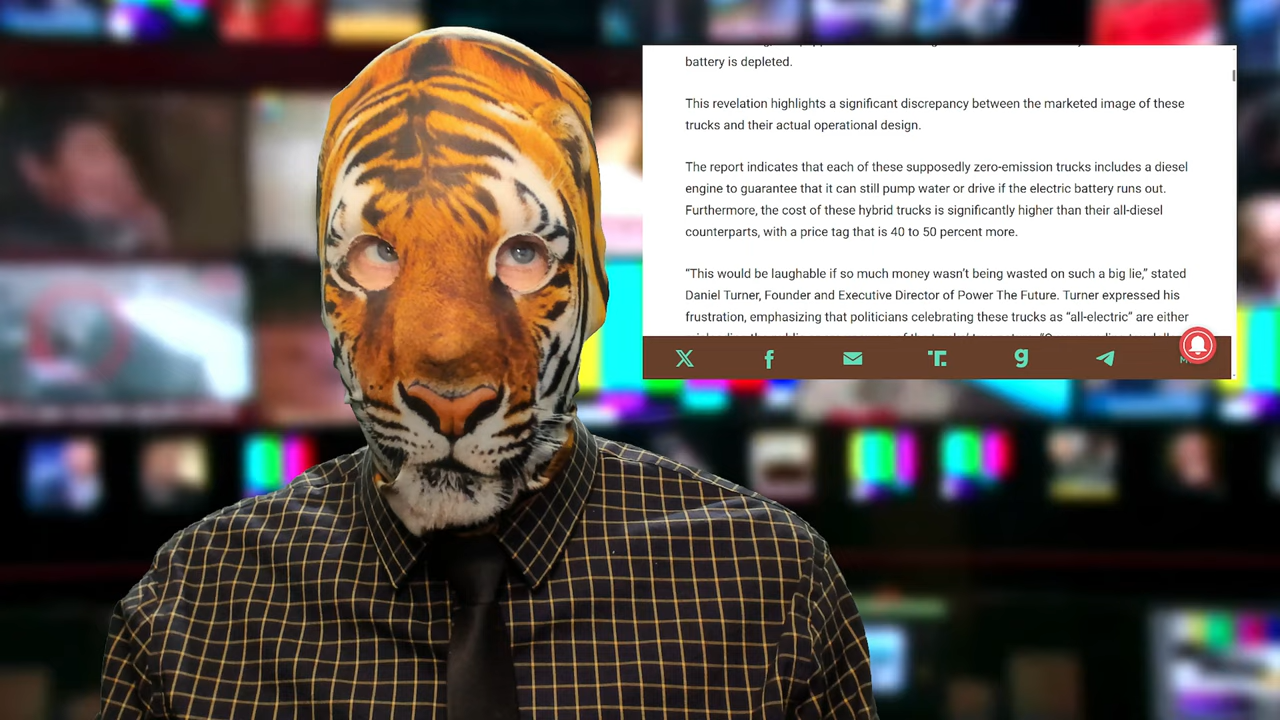 battery is depleted.
This revelation highlights a significant discrepancy between the marketed image of these
trucks and their actual operational design.
The report indicates that each of these supposedly zero-emission trucks includes a diesel
engine to guarantee that it can still pump water or drive if the electric battery runs out.
Furthermore, the cost of these hybrid trucks is significantly higher than their all-diesel
counterparts, with a price tag that is 40 to 50 percent more.
“This would be laughable if so much money wasn’t being wasted on such a big lie,” stated
Daniel Turner, Founder and Executive Director of Power The Future. Turner expressed his
frustration, emphasizing that politicians celebrating these trucks as “all-electric” are either